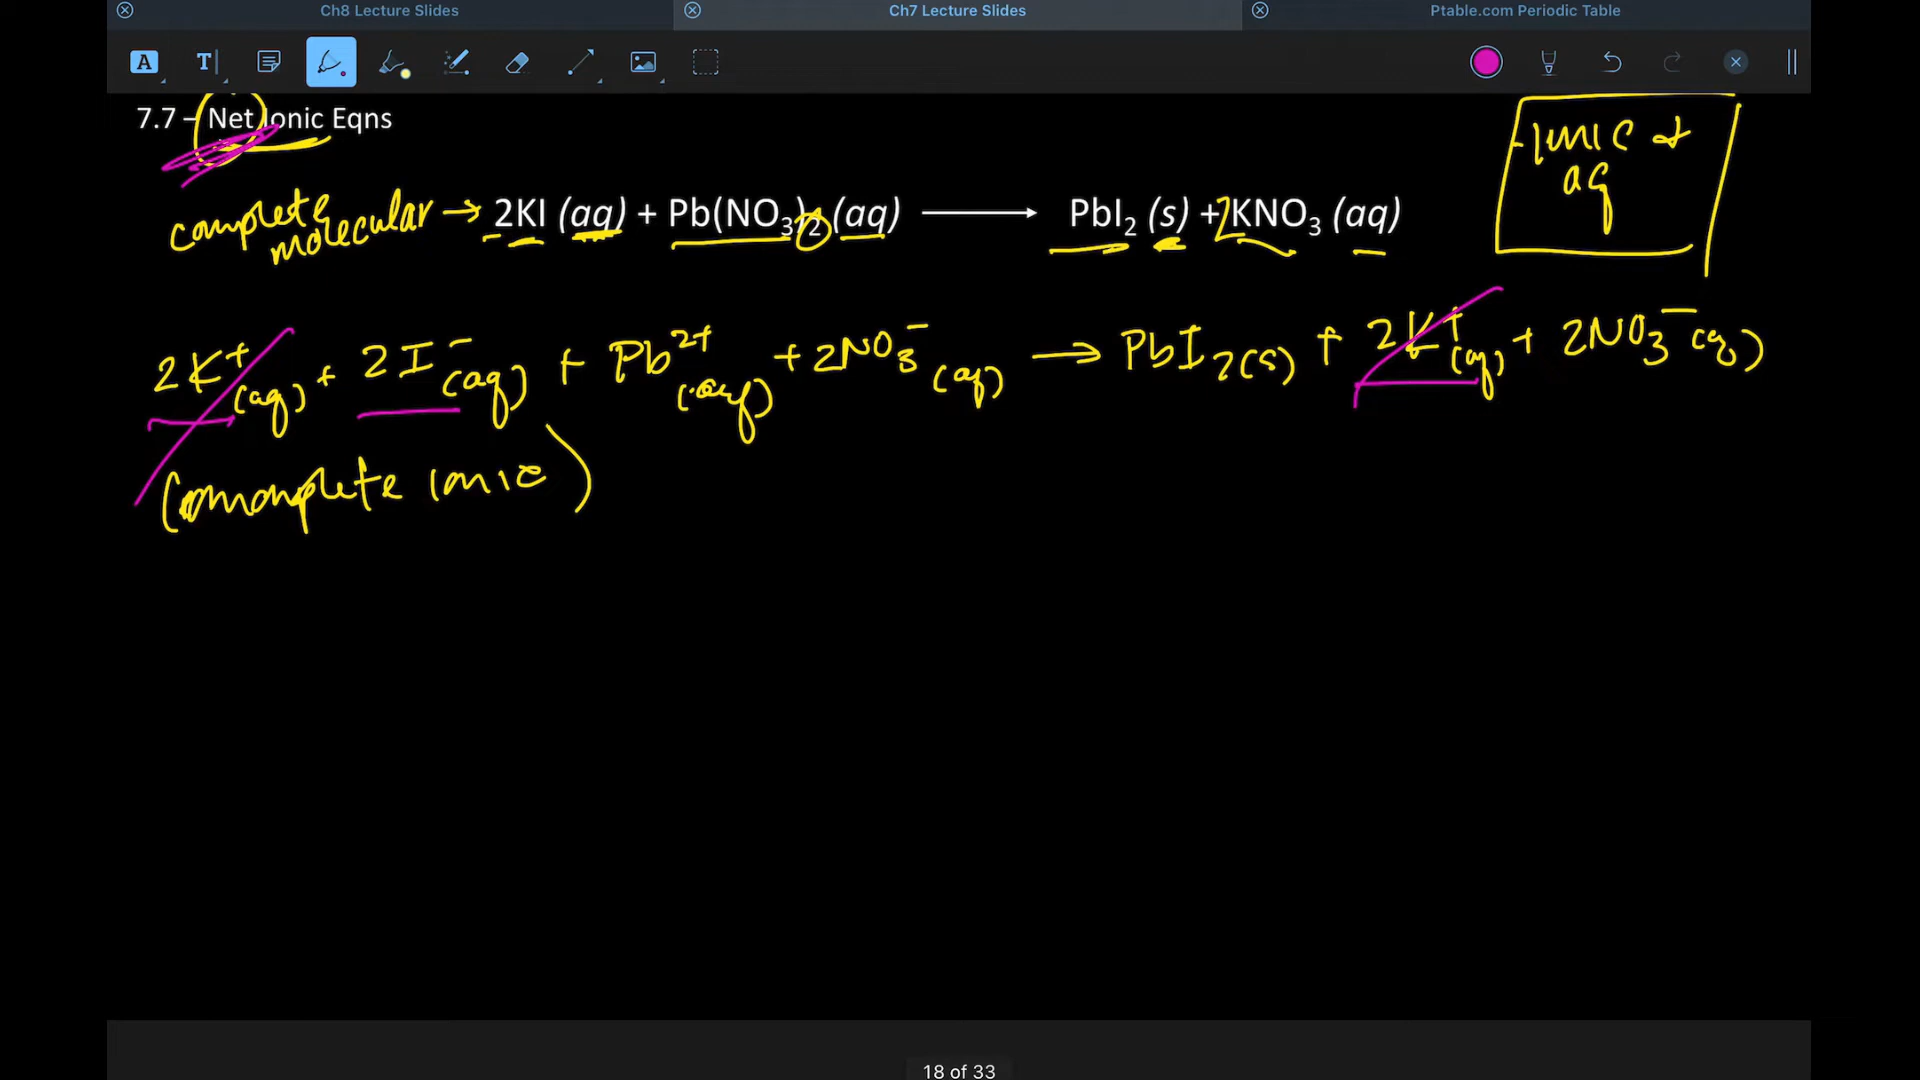 Ch8 Lecture Slides Ch7 Lecture Slides Ptable.com Periodic Table
A T
7.7 – Net Ionic Eqns
- Ionic &
aq
complete
molecular → 2KI (aq) + Pb(NO₃)₂ (aq) ⟶ PbI₂ (s) + 2KNO₃ (aq)
2K⁺(aq) + 2I⁻(aq) + Pb²⁺(aq) + 2NO₃⁻(aq) → PbI₂(s) + 2K⁺(aq) + 2NO₃⁻(aq)
(complete ionic)
18 of 33